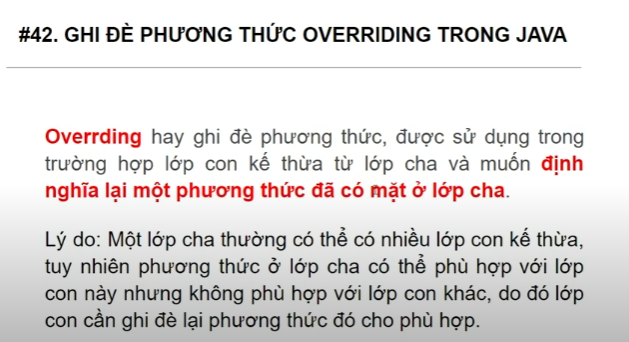 #42. GHI ĐÈ PHƯƠNG THỨC OVERRIDING TRONG JAVA
Overrding hay ghi đè phương thức, được sử dụng trong
trường hợp lớp con kế thừa từ lớp cha và muốn định
nghĩa lại một phương thức đã có mặt ở lớp cha.
Lý do: Một lớp cha thường có thể có nhiều lớp con kế thừa,
tuy nhiên phương thức ở lớp cha có thể phù hợp với lớp
con này nhưng không phù hợp với lớp con khác, do đó lớp
con cần ghi đè lại phương thức đó cho phù hợp.